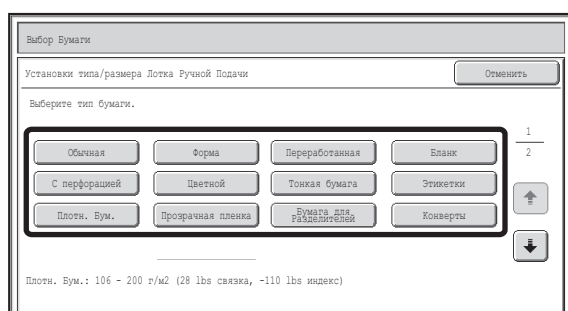 Выбор Бумаги
Установки типа/размера Лотка Ручной Подачи
Отменить
Выберите тип бумаги.
1
2
Обычная Форма Переработанная Бланк
С перфорацией Цветной Тонкая бумага Этикетки
Плотн. Бум. Прозрачная пленка Бумага для Разделителей Конверты
Плотн. Бум.: 106 - 200 г/м2 (28 lbs связка, -110 lbs индекс)